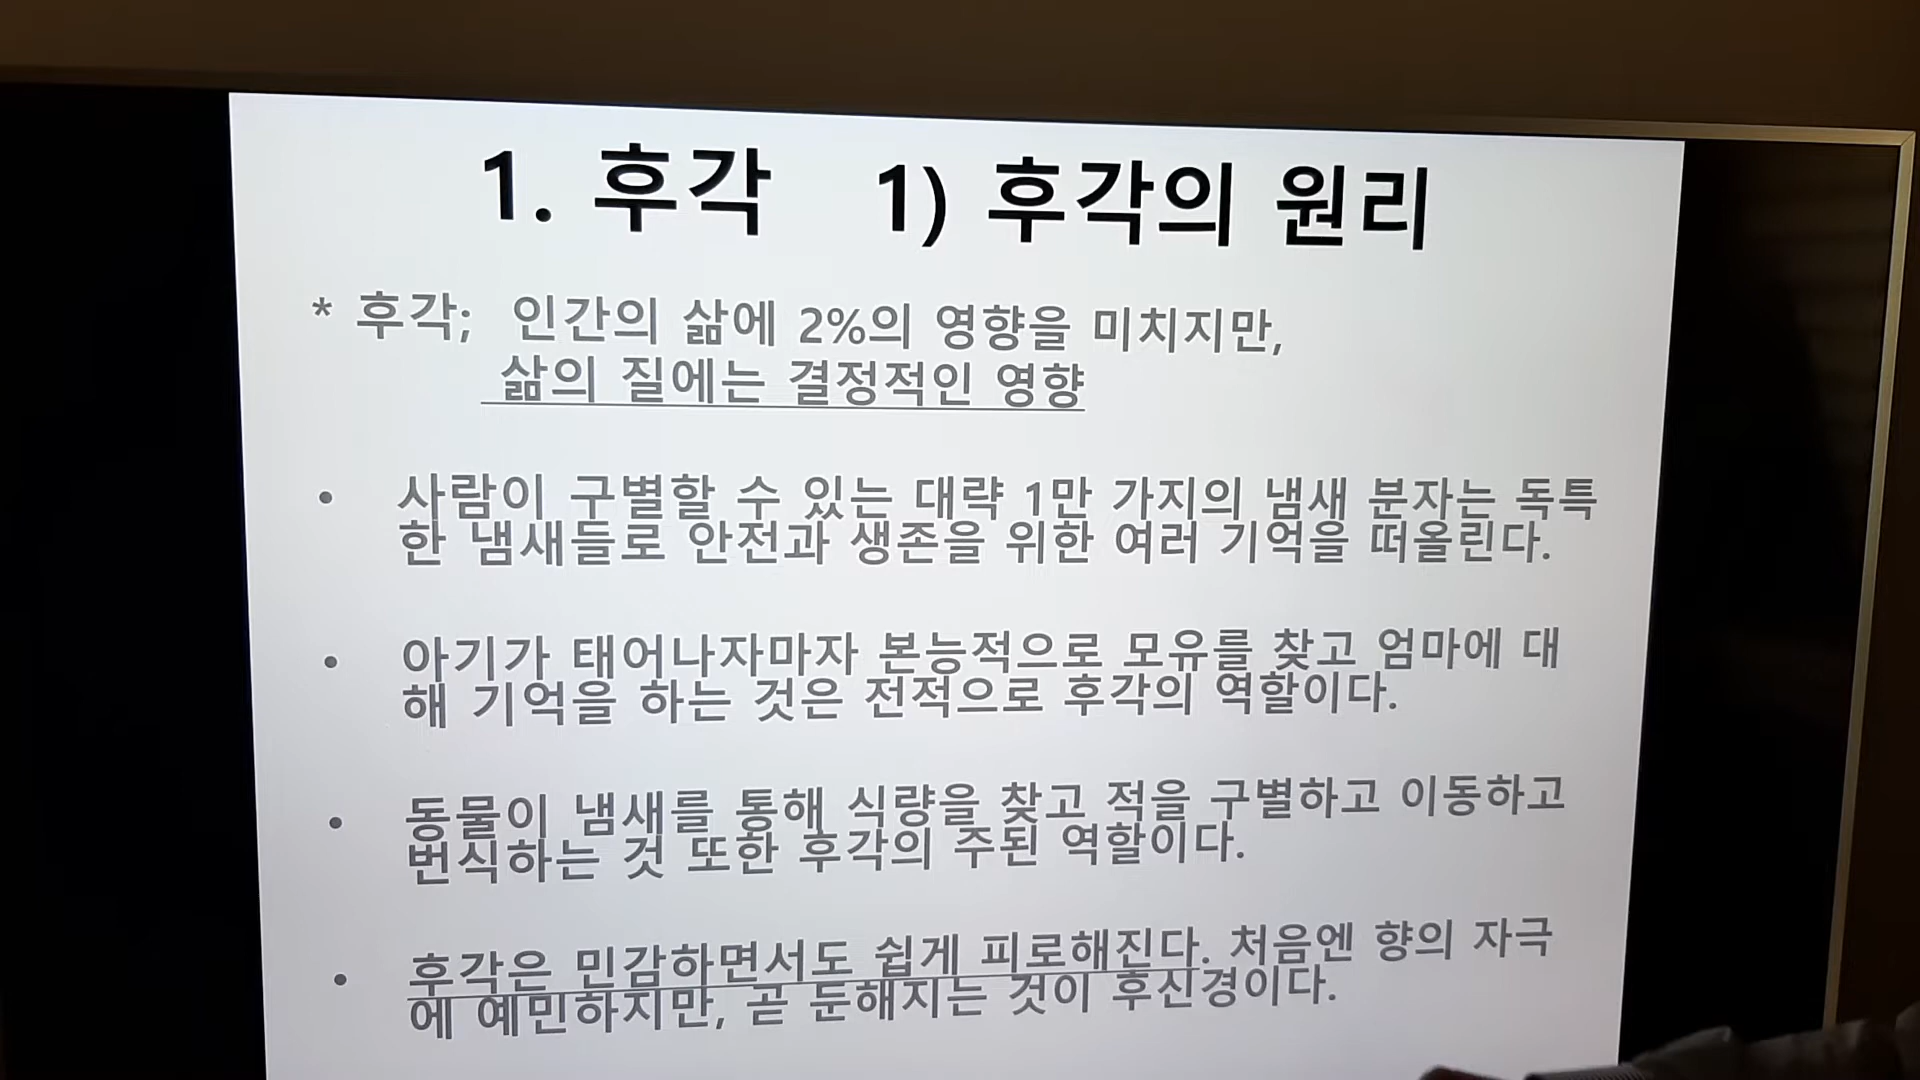 1. 후각 1) 후각의 원리
* 후각; 인간의 삶에 2%의 영향을 미치지만,
삶의 질에는 결정적인 영향
• 사람이 구별할 수 있는 대략 1만 가지의 냄새 분자는 독특
한 냄새들로 안전과 생존을 위한 여러 기억을 떠올린다.
• 아기가 태어나자마자 본능적으로 모유를 찾고 엄마에 대
해 기억을 하는 것은 전적으로 후각의 역할이다.
• 동물이 냄새를 통해 식량을 찾고 적을 구별하고 이동하고
번식하는 것 또한 후각의 주된 역할이다.
• 후각은 민감하면서도 쉽게 피로해진다. 처음엔 향의 자극
에 예민하지만, 곧 둔해지는 것이 후신경이다.